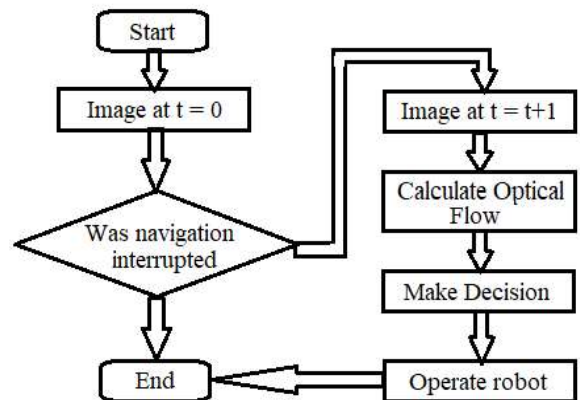 Start
Image at t = 0
Was navigation
interrupted
End
Image at t = t+1
Calculate Optical
Flow
Make Decision
Operate robot